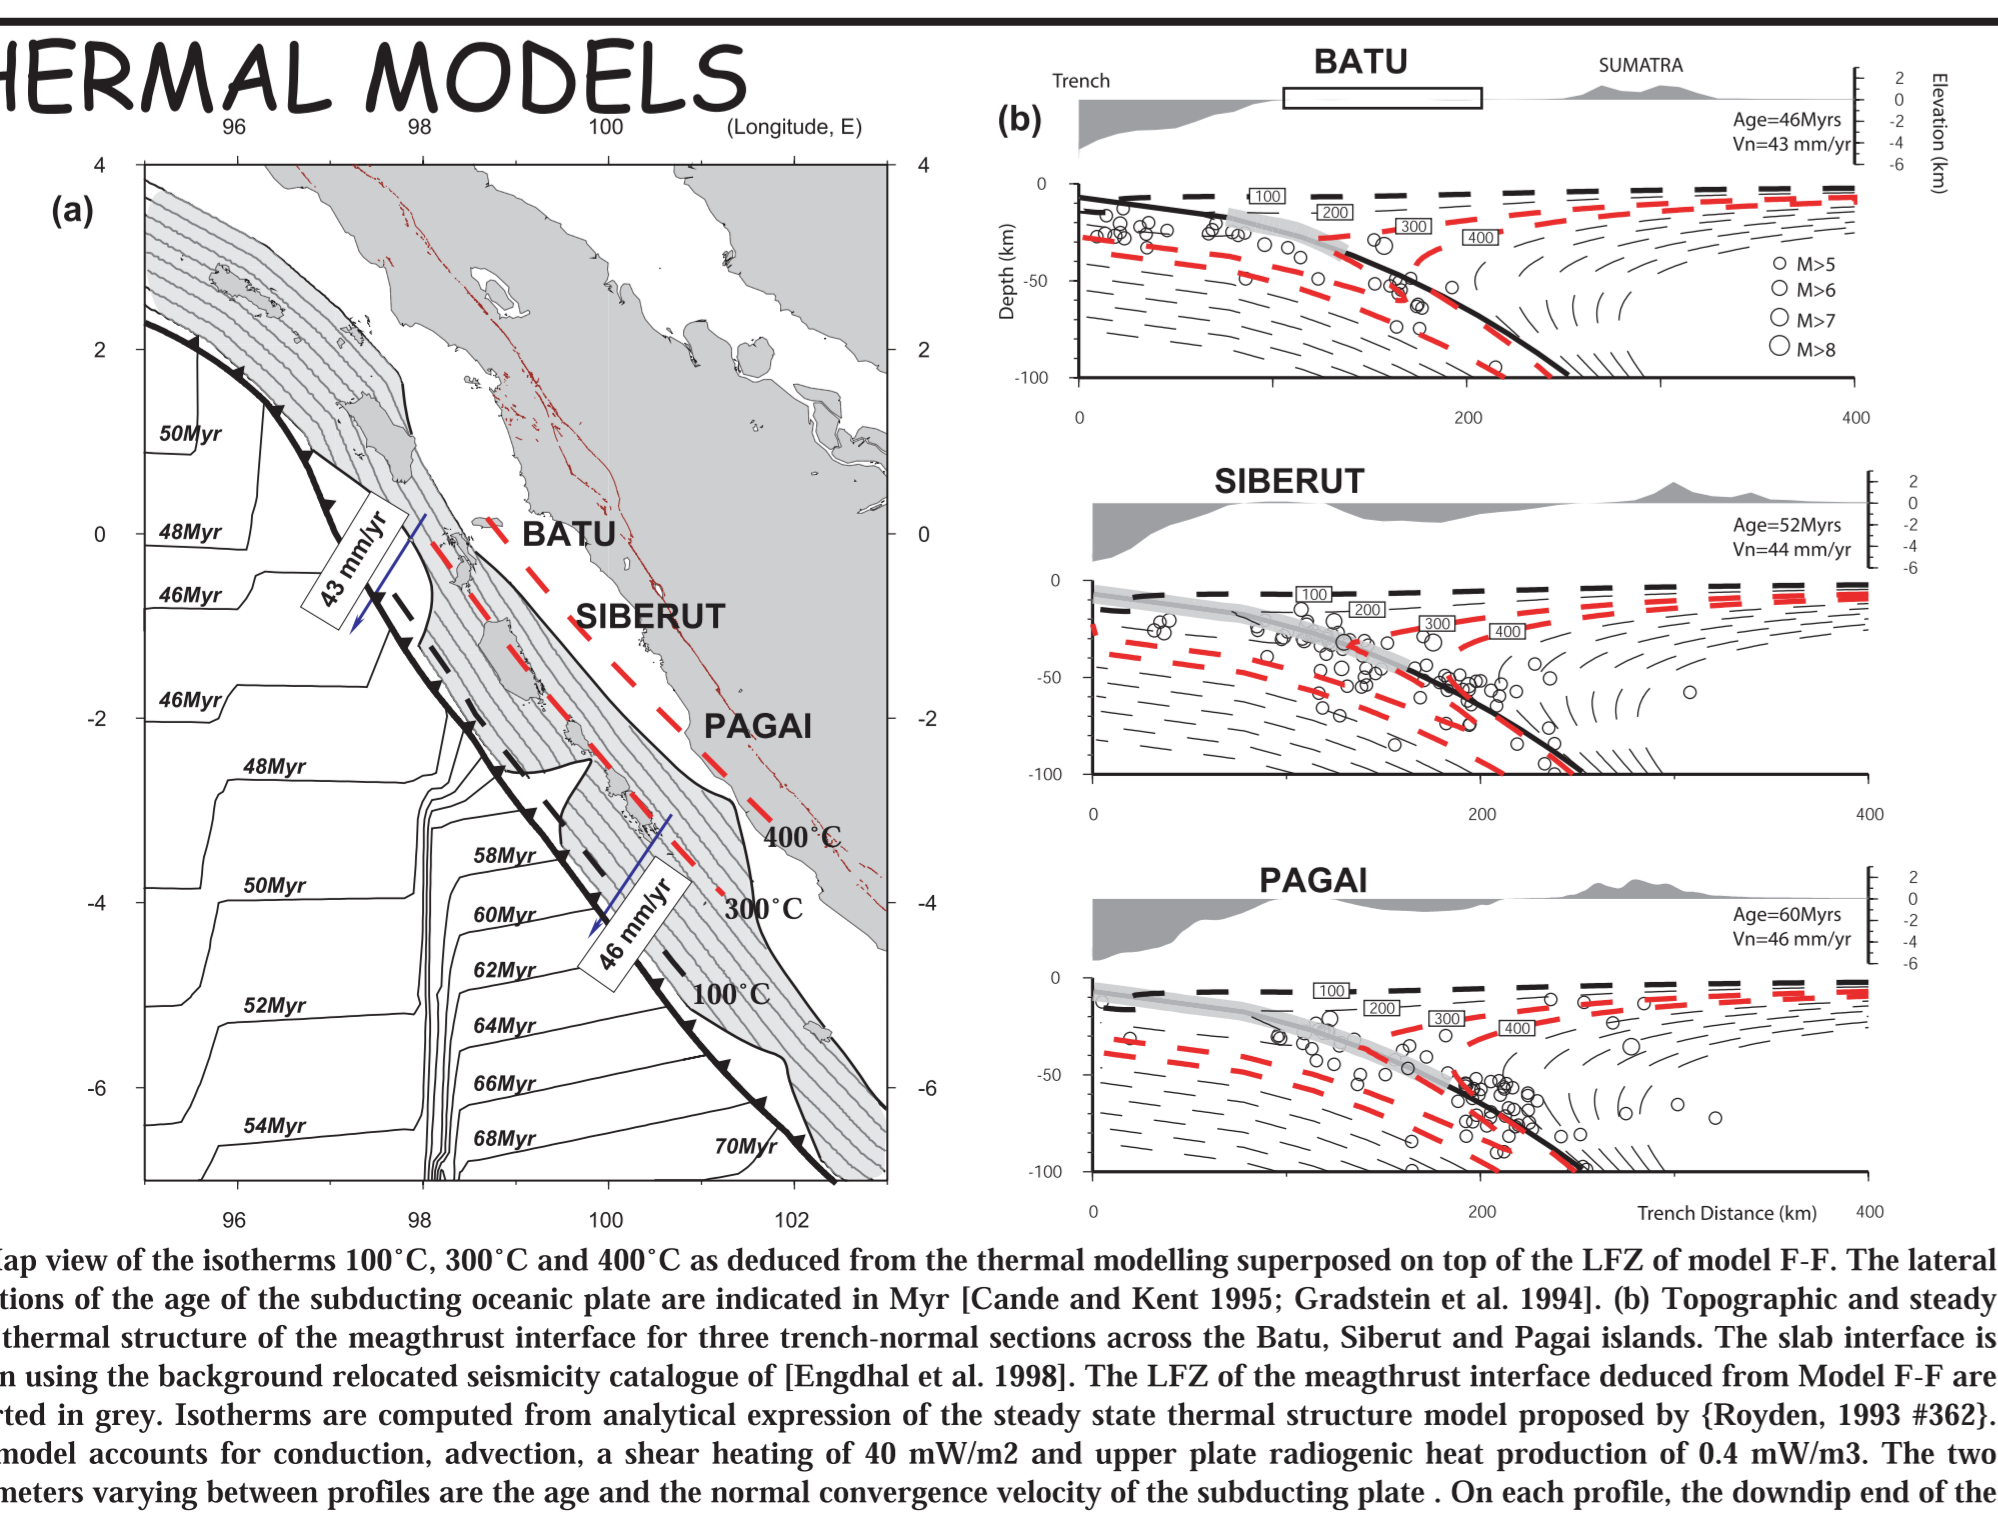 HERMAL MODELS
96 98 100 (Longitude, E)
(a)
4 4
2 2
0 0
-2 -2
-4 -4
-6 -6
50Myr
48Myr
46Myr
46Myr
48Myr
50Myr
52Myr
54Myr
58Myr
60Myr
62Myr
64Myr
66Myr
68Myr
70Myr
43 mm/yr
46 mm/yr
BATU
SIBERUT
PAGAI
400°C
300°C
100°C
96 98 100 102
(b)
BATU
Trench
SUMATRA
2
0
-2
-4
-6
Elevation (km)
Age=46Myrs
Vn=43 mm/yr
0
-50
-100
Depth (km)
100
200
300
400
M>5
M>6
M>7
M>8
0 200 400
SIBERUT
2
0
-2
-4
-6
Age=52Myrs
Vn=44 mm/yr
0
-50
-100
100
200
300
400
0 200 400
PAGAI
2
0
-2
-4
-6
Age=60Myrs
Vn=46 mm/yr
0
-50
-100
100
200
300
400
0 200 Trench Distance (km) 400
ap view of the isotherms 100°C, 300°C and 400°C as deduced from the thermal modelling superposed on top of the LFZ of model F-F. The lateral
tions of the age of the subducting oceanic plate are indicated in Myr [Cande and Kent 1995; Gradstein et al. 1994]. (b) Topographic and steady
thermal structure of the meagthrust interface for three trench-normal sections across the Batu, Siberut and Pagai islands. The slab interface is
n using the background relocated seismicity catalogue of [Engdhal et al. 1998]. The LFZ of the meagthrust interface deduced from Model F-F are
rted in grey. Isotherms are computed from analytical expression of the steady state thermal structure model proposed by {Royden, 1993 #362}.
model accounts for conduction, advection, a shear heating of 40 mW/m2 and upper plate radiogenic heat production of 0.4 mW/m3. The two
meters varying between profiles are the age and the normal convergence velocity of the subducting plate . On each profile, the downdip end of the